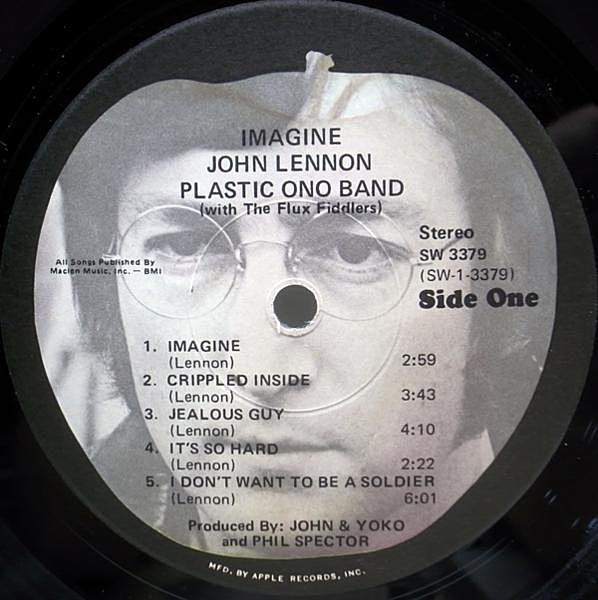 IMAGINE
JOHN LENNON
PLASTIC ONO BAND
(with The Flux Fiddlers)
Stereo
SW 3379
(SW-1-3379)
Side One
All Songs Published By
Maclen Music, Inc. — BMI
1. IMAGINE
(Lennon) 2:59
2. CRIPPLED INSIDE
(Lennon) 3:43
3. JEALOUS GUY
(Lennon) 4:10
4. IT'S SO HARD
(Lennon) 2:22
5. I DON'T WANT TO BE A SOLDIER
(Lennon) 6:01
Produced By: JOHN & YOKO
and PHIL SPECTOR
MFD. BY APPLE RECORDS, INC.